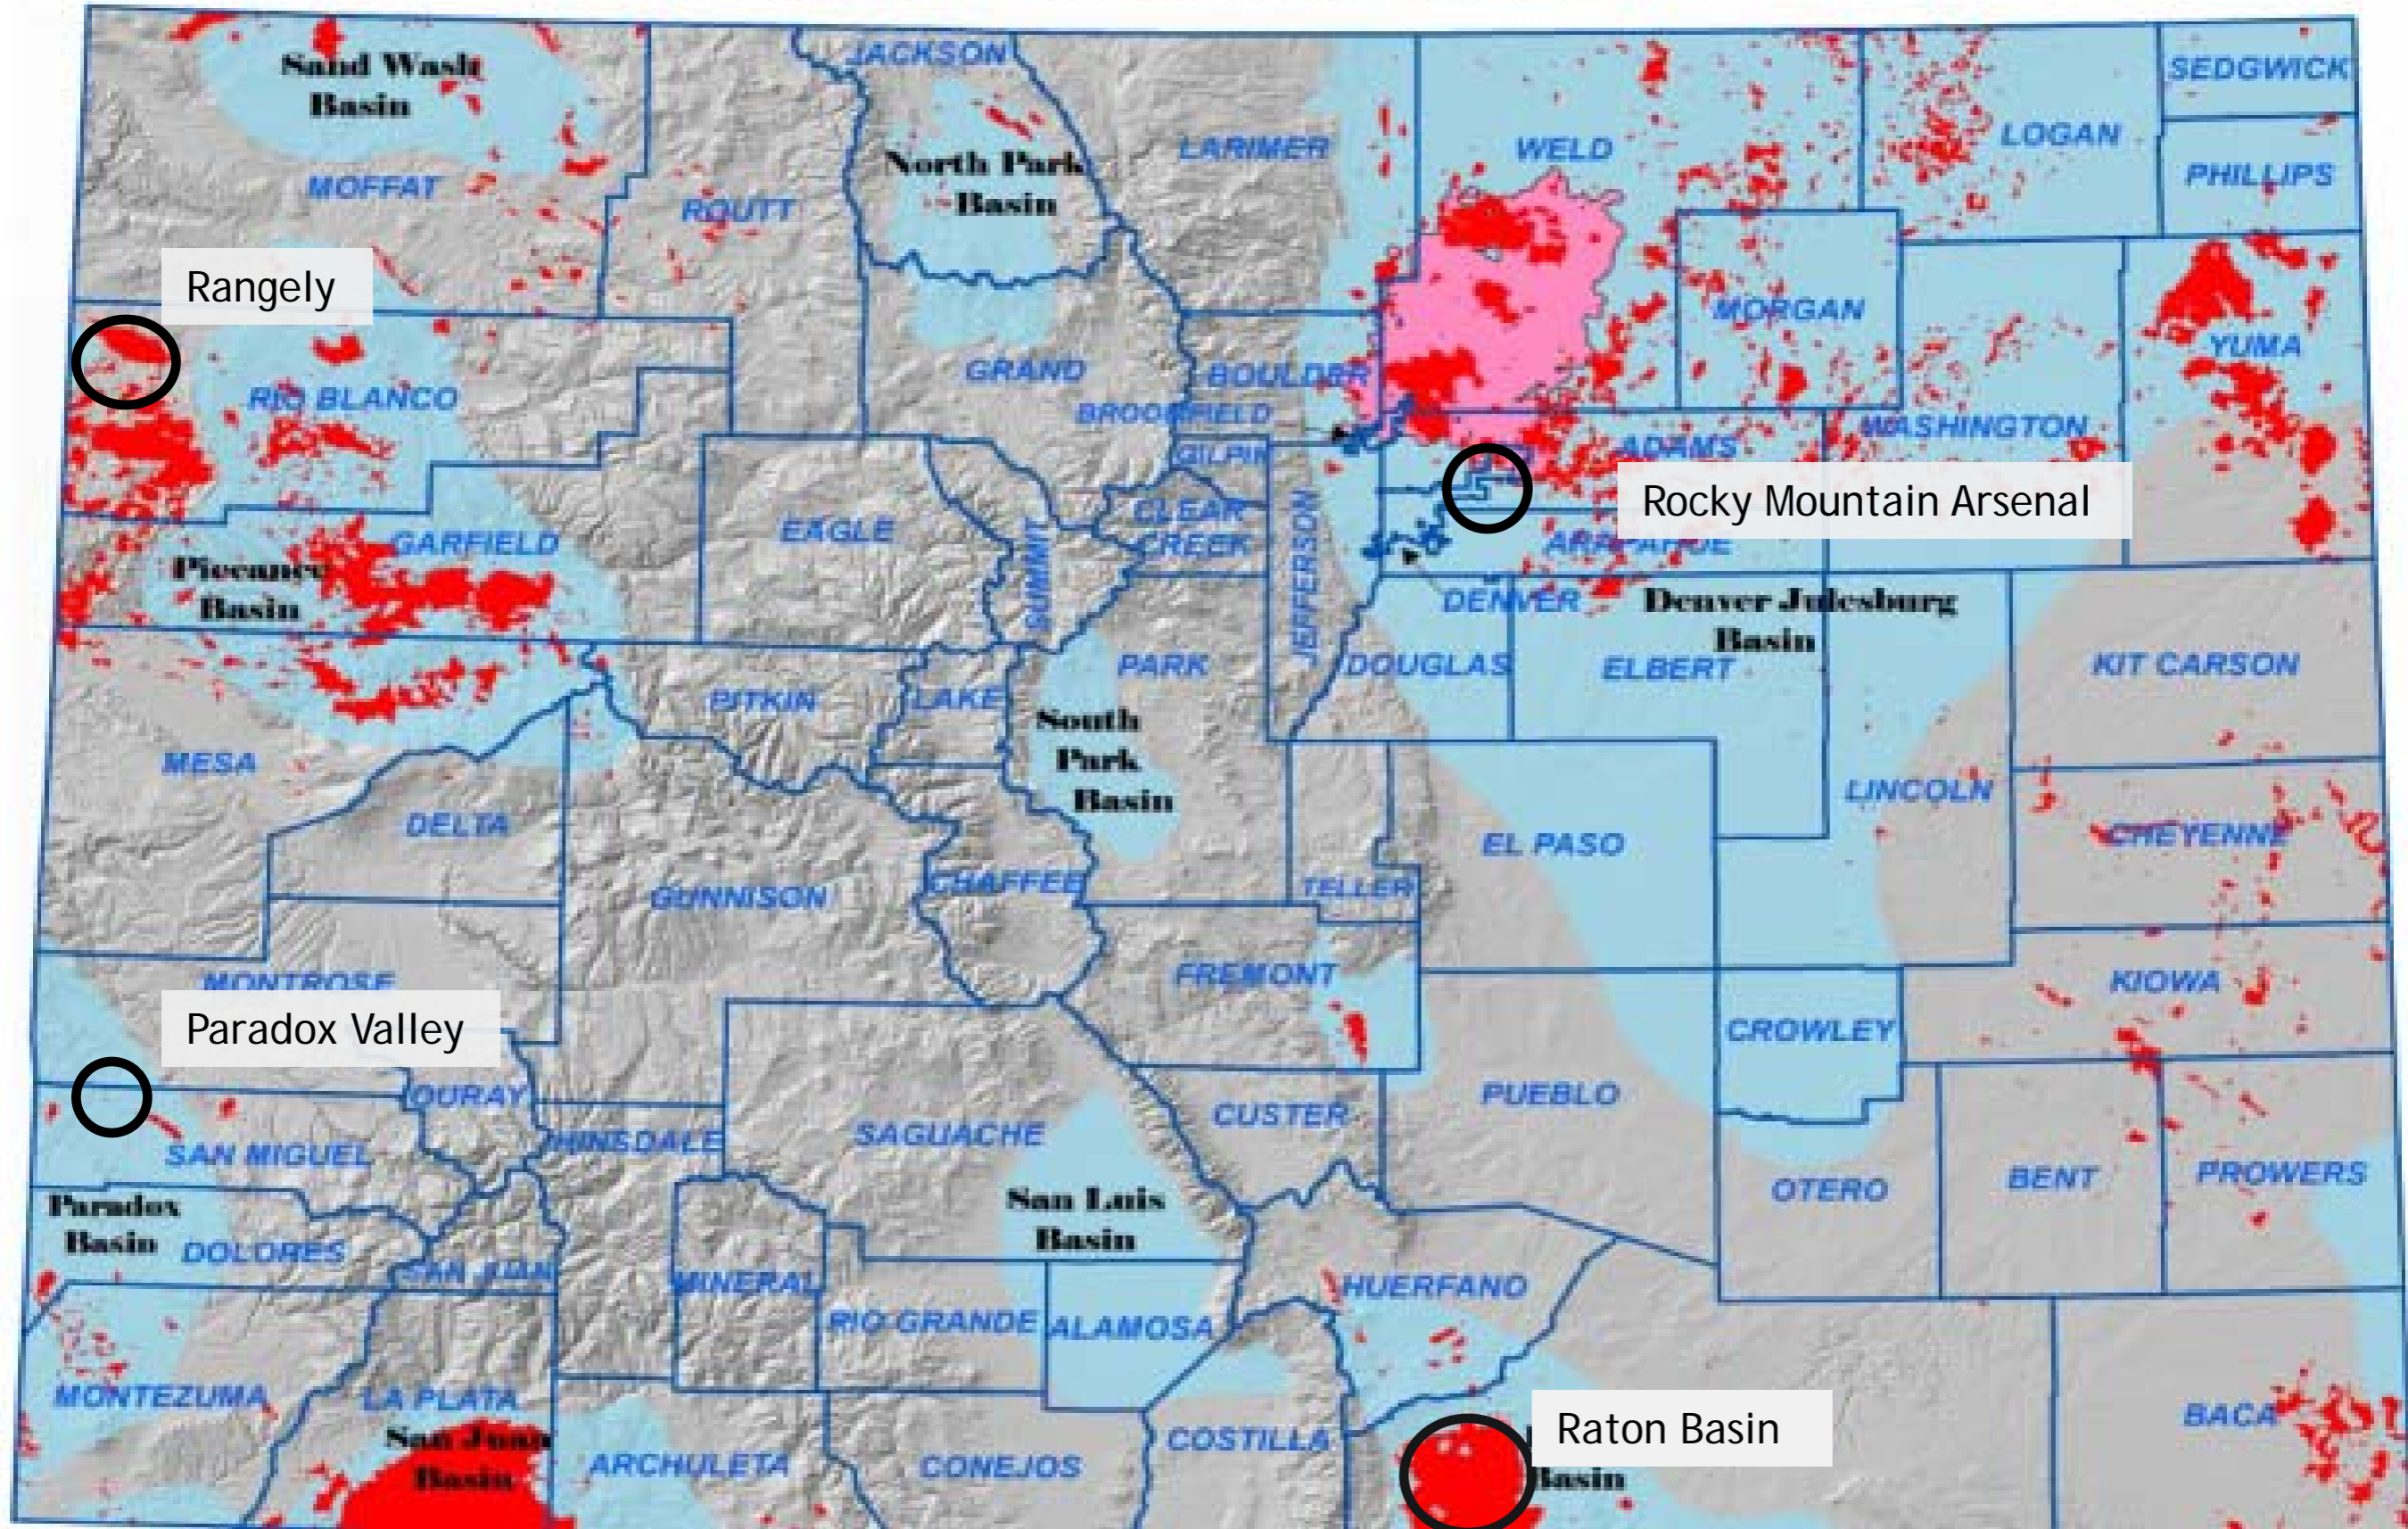 JACKSON
Sand Wash
Basin
SEDGWICK
LARIMER
WELD
LOGAN
North Park
Basin
PHILLIPS
MOFFAT
ROUTT
Rangely
MORGAN
YUMA
GRAND
BOULDER
RIO BLANCO
BROOMFIELD
WASHINGTON
ADAMS
GILPIN
Rocky Mountain Arsenal
CLEAR
CREEK
EAGLE
SUMMIT
JEFFERSON
GARFIELD
ARAPAHOE
Piceance
Basin
DENVER
Denver Julesburg
Basin
PARK
DOUGLAS
ELBERT
KIT CARSON
PITKIN
LAKE
South
Park
Basin
MESA
LINCOLN
DELTA
EL PASO
CHEYENNE
GUNNISON
CHAFFEE
TELLER
MONTROSE
FREMONT
KIOWA
Paradox Valley
CROWLEY
OURAY
PUEBLO
HINSDALE
SAGUACHE
CUSTER
SAN MIGUEL
OTERO
BENT
PROWERS
Paradox
Basin
San Luis
Basin
DOLORES
SAN JUAN
MINERAL
HUERFANO
RIO GRANDE
ALAMOSA
MONTEZUMA
LA PLATA
BACA
San Juan
Basin
ARCHULETA
CONEJOS
COSTILLA
Raton Basin
Basin